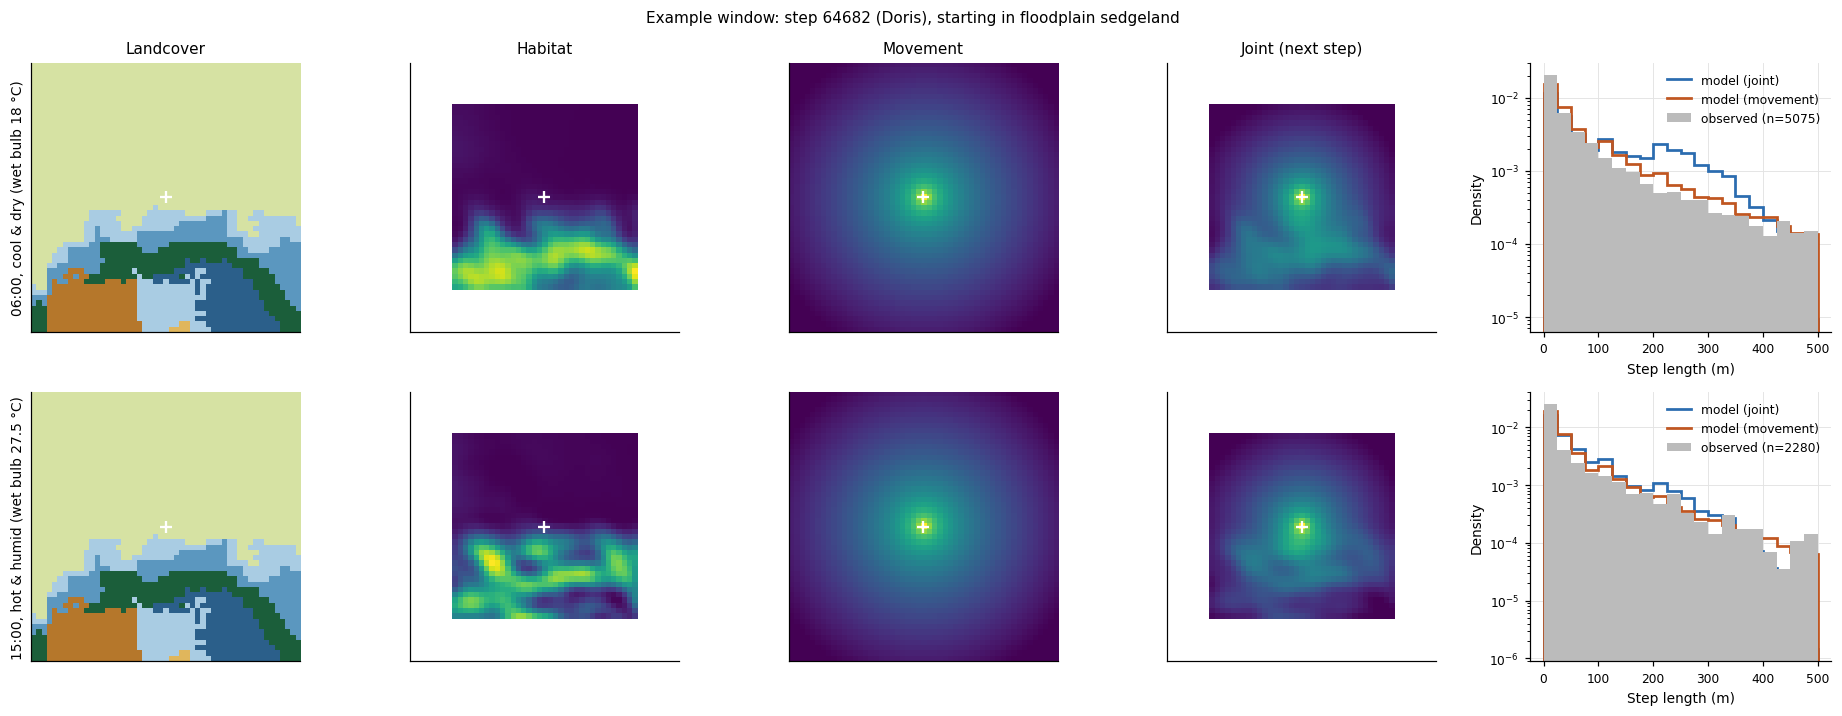 Example window: step 64682 (Doris), starting in floodplain sedgeland
Landcover
Habitat
Movement
Joint (next step)
06:00, cool & dry (wet bulb 18 °C)
model (joint)
model (movement)
observed (n=5075)
Density
10⁻²
10⁻³
10⁻⁴
10⁻⁵
0 100 200 300 400 500
Step length (m)
15:00, hot & humid (wet bulb 27.5 °C)
model (joint)
model (movement)
observed (n=2280)
Density
10⁻²
10⁻³
10⁻⁴
10⁻⁵
10⁻⁶
0 100 200 300 400 500
Step length (m)